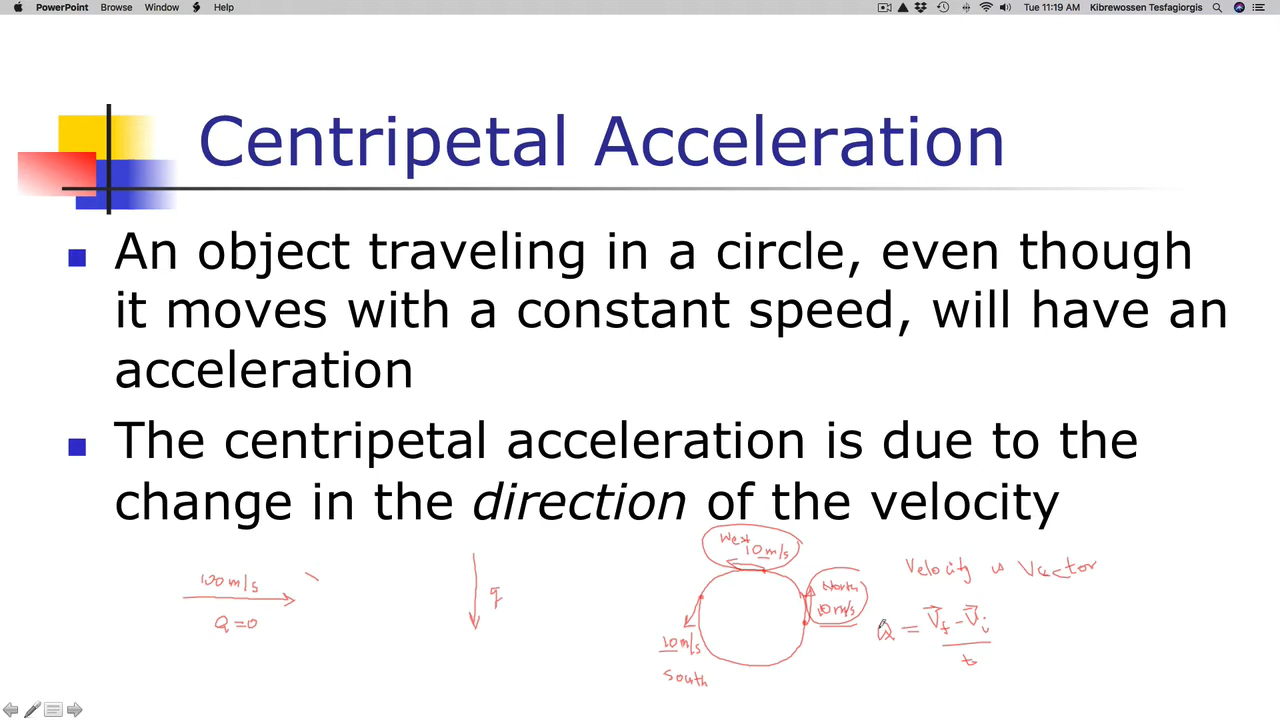 PowerPoint Browse Window Help Tue 11:19 AM Kibrewossen Tesfagiorgis
Centripetal Acceleration
An object traveling in a circle, even though
it moves with a constant speed, will have an
acceleration
The centripetal acceleration is due to the
change in the direction of the velocity
100 m/s
a = 0
g
West
10 m/s
North
10 m/s
10 m/s
South
Velocity is Vector
a = V⃗f - V⃗i
t